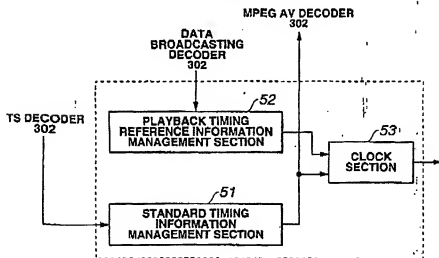 MPEG AV DECODER
302
DATA
BROADCASTING
DECODER
302
52
PLAYBACK TIMING
REFERENCE INFORMATION
MANAGEMENT SECTION
53
CLOCK
SECTION
TS DECODER
302
51
STANDARD TIMING
INFORMATION
MANAGEMENT SECTION